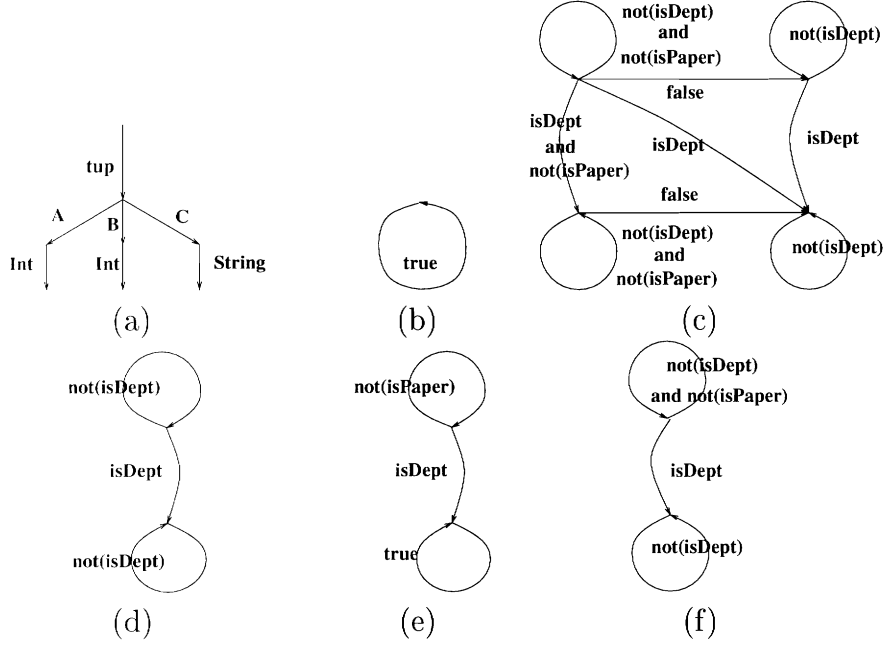 tup
A
B
C
Int
Int
String
(a)
true
(b)
not(isDept)
and
not(isPaper)
not(isDept)
false
isDept
and
not(isPaper)
isDept
isDept
false
not(isDept)
and
not(isPaper)
not(isDept)
(c)
not(isDept)
isDept
not(isDept)
(d)
not(isPaper)
isDept
true
(e)
not(isDept)
and not(isPaper)
isDept
not(isDept)
(f)